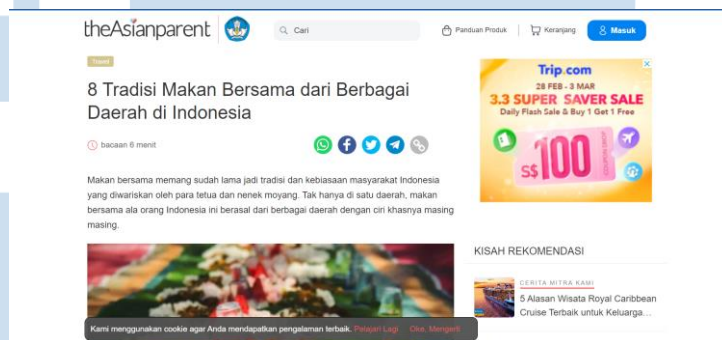 theAsianparent
Cari
Panduan Produk
Keranjang
Masuk
Travel
8 Tradisi Makan Bersama dari Berbagai
Daerah di Indonesia
bacaan 6 menit
Makan bersama memang sudah lama jadi tradisi dan kebiasaan masyarakat Indonesia
yang diwariskan oleh para tetua dan nenek moyang. Tak hanya di satu daerah, makan
bersama ala orang Indonesia ini berasal dari berbagai daerah dengan ciri khasnya masing
masing.
Trip.com
28 FEB - 3 MAR
3.3 SUPER SAVER SALE
Daily Flash Sale & Buy 1 Get 1 Free
S$100
COUPON
KISAH REKOMENDASI
CERITA MITRA KAMI
5 Alasan Wisata Royal Caribbean
Cruise Terbaik untuk Keluarga...
Kami menggunakan cookie agar Anda mendapatkan pengalaman terbaik. Pelajari Lagi Oke, Mengerti